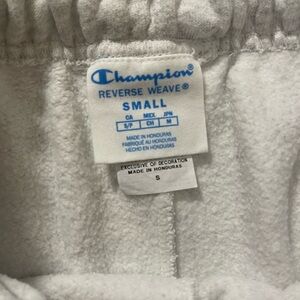 Champion®
REVERSE WEAVE®
SMALL
CA MEX JPN
S/P CH M
MADE IN HONDURAS
FABRIQUÉ AU HONDURAS
HECHO EN HONDURAS
EXCLUSIVE OF DECORATION
MADE IN HONDURAS
S